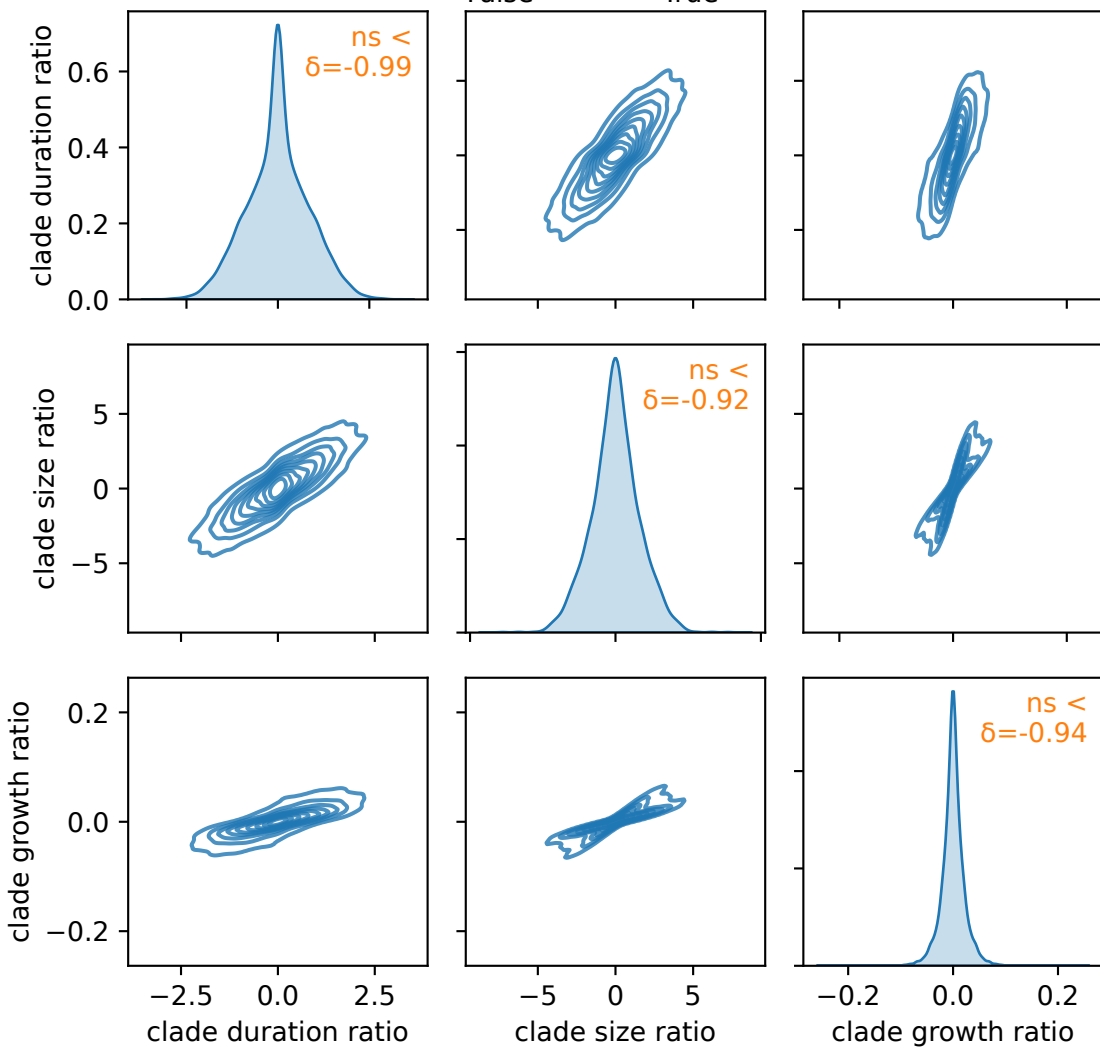 clade duration ratio
0.6
0.4
0.2
0.0
ns <
δ=-0.99
clade size ratio
5
0
−5
ns <
δ=-0.92
clade growth ratio
0.2
0.0
−0.2
ns <
δ=-0.94
−2.5 0.0 2.5
−5 0 5
−0.2 0.0 0.2
clade duration ratio
clade size ratio
clade growth ratio